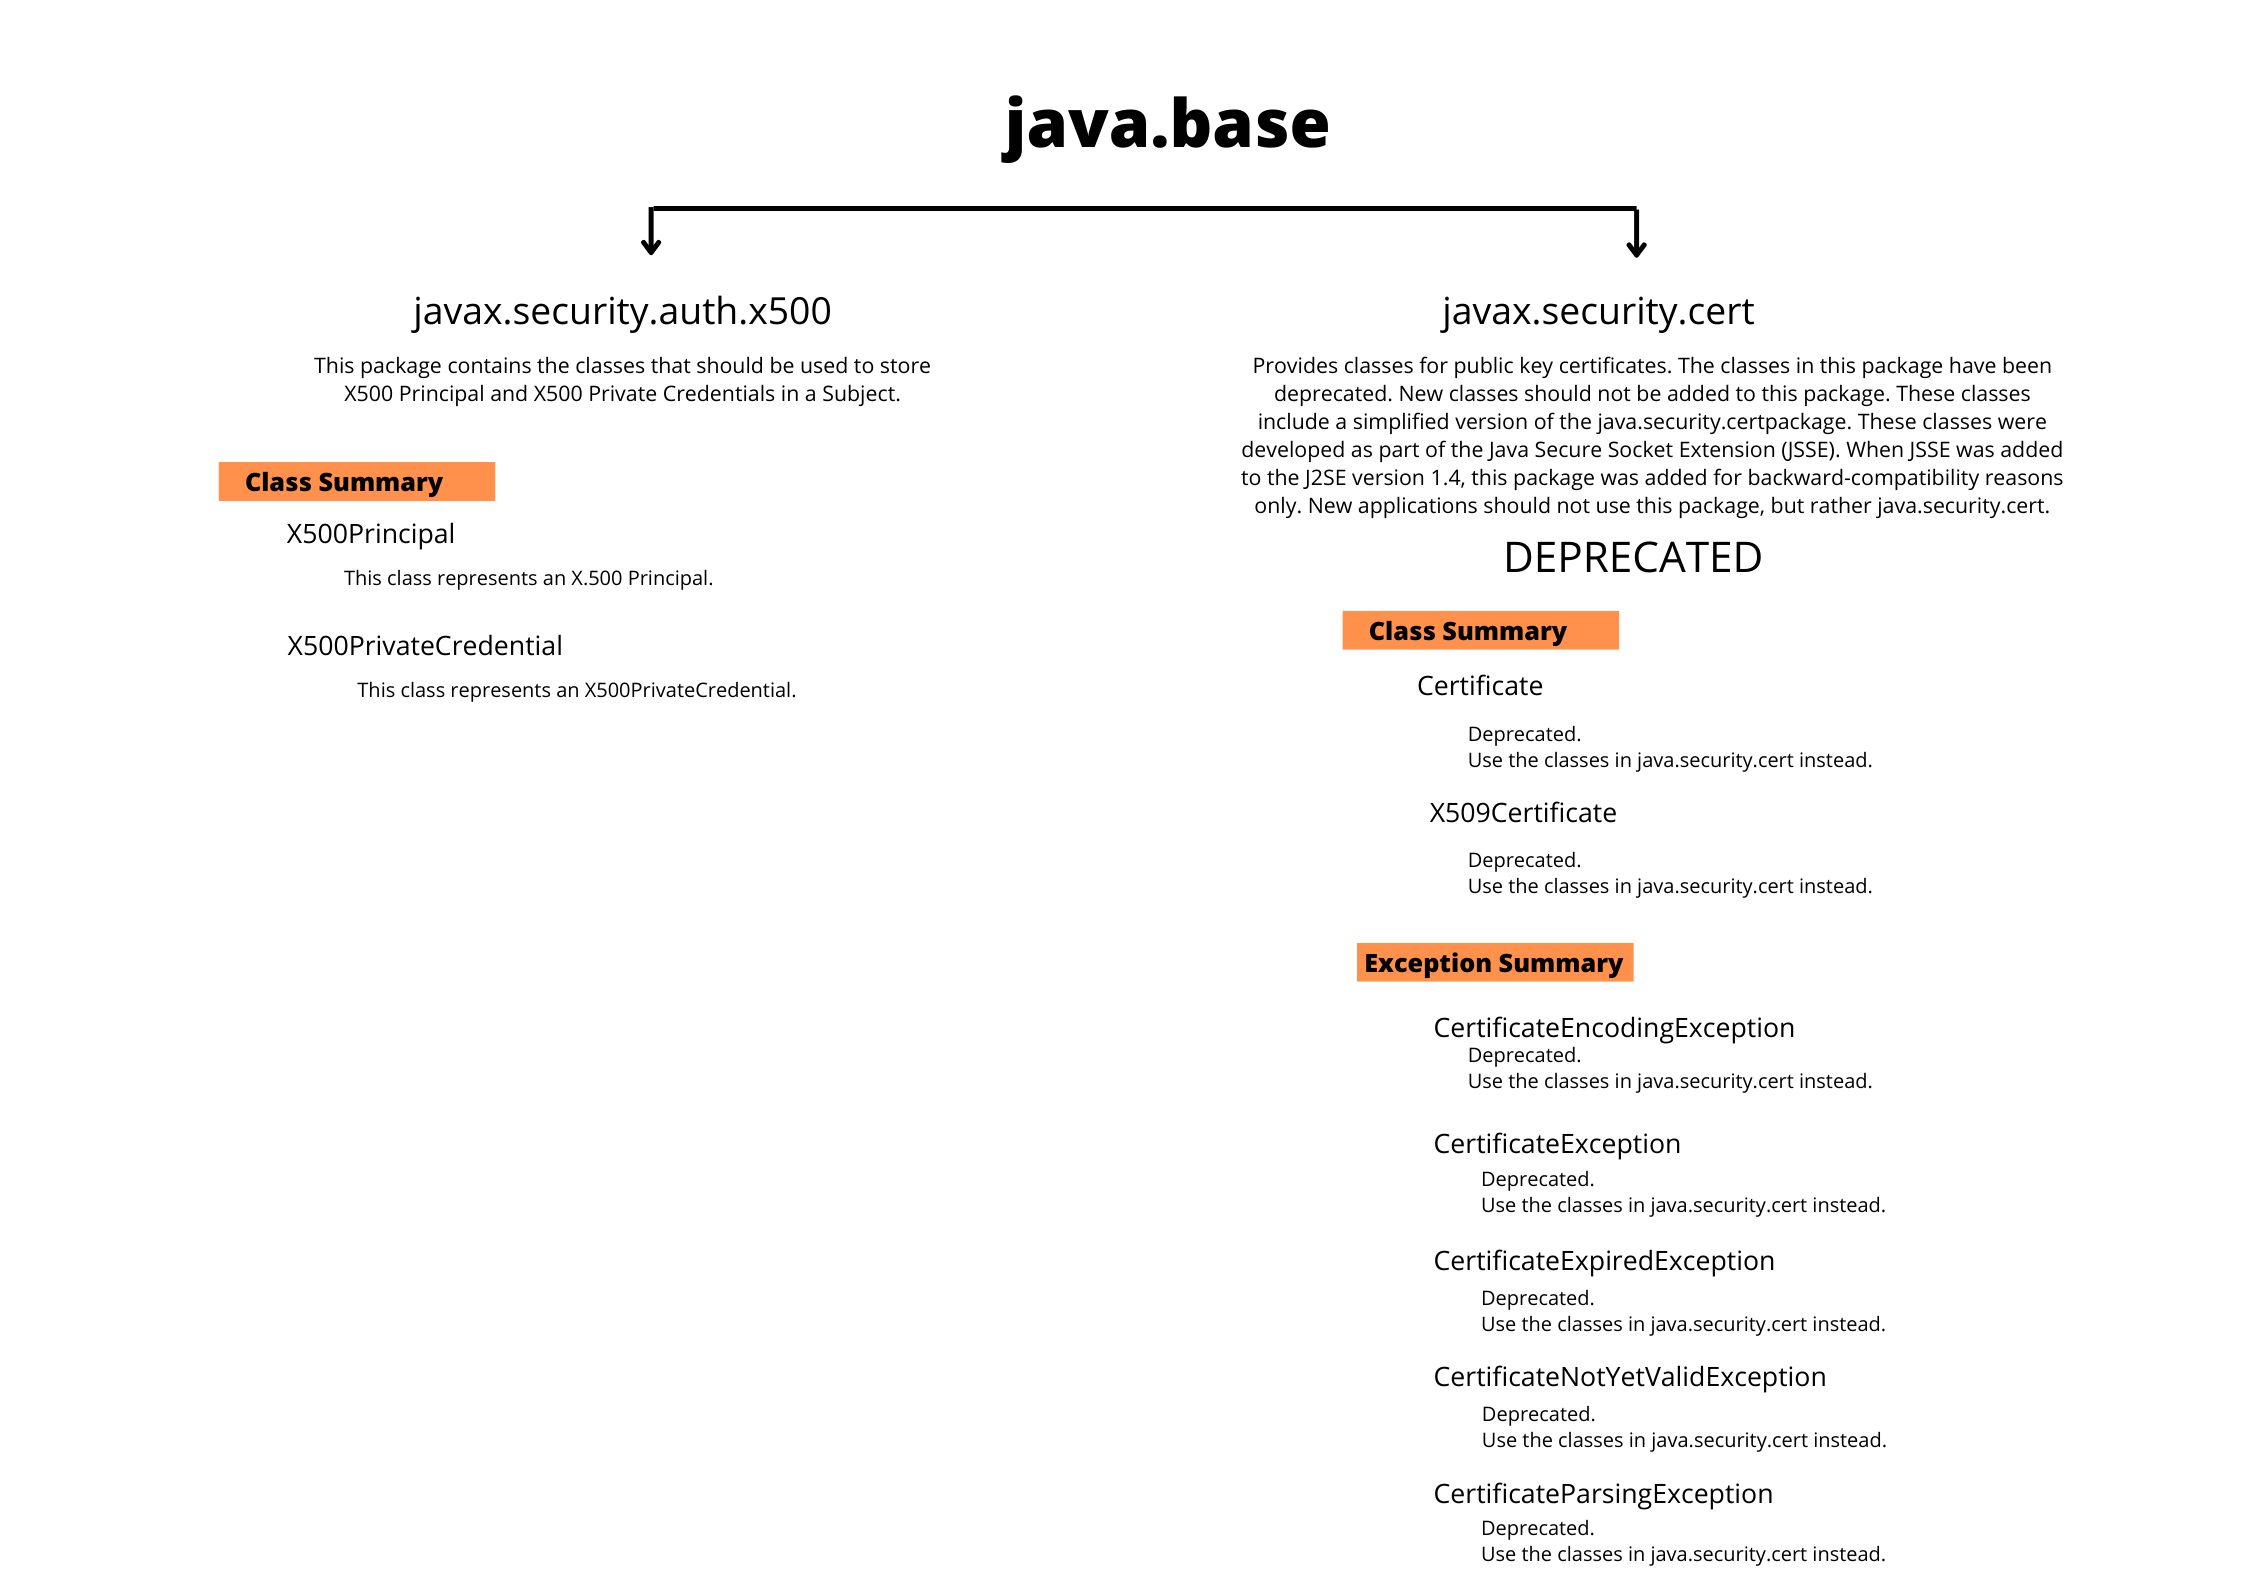 java.base
javax.security.auth.x500
This package contains the classes that should be used to store
X500 Principal and X500 Private Credentials in a Subject.
Class Summary
X500Principal
This class represents an X.500 Principal.
X500PrivateCredential
This class represents an X500PrivateCredential.
javax.security.cert
Provides classes for public key certificates. The classes in this package have been
deprecated. New classes should not be added to this package. These classes
include a simplified version of the java.security.certpackage. These classes were
developed as part of the Java Secure Socket Extension (JSSE). When JSSE was added
to the J2SE version 1.4, this package was added for backward-compatibility reasons
only. New applications should not use this package, but rather java.security.cert.
DEPRECATED
Class Summary
Certificate
Deprecated.
Use the classes in java.security.cert instead.
X509Certificate
Deprecated.
Use the classes in java.security.cert instead.
Exception Summary
CertificateEncodingException
Deprecated.
Use the classes in java.security.cert instead.
CertificateException
Deprecated.
Use the classes in java.security.cert instead.
CertificateExpiredException
Deprecated.
Use the classes in java.security.cert instead.
CertificateNotYetValidException
Deprecated.
Use the classes in java.security.cert instead.
CertificateParsingException
Deprecated.
Use the classes in java.security.cert instead.